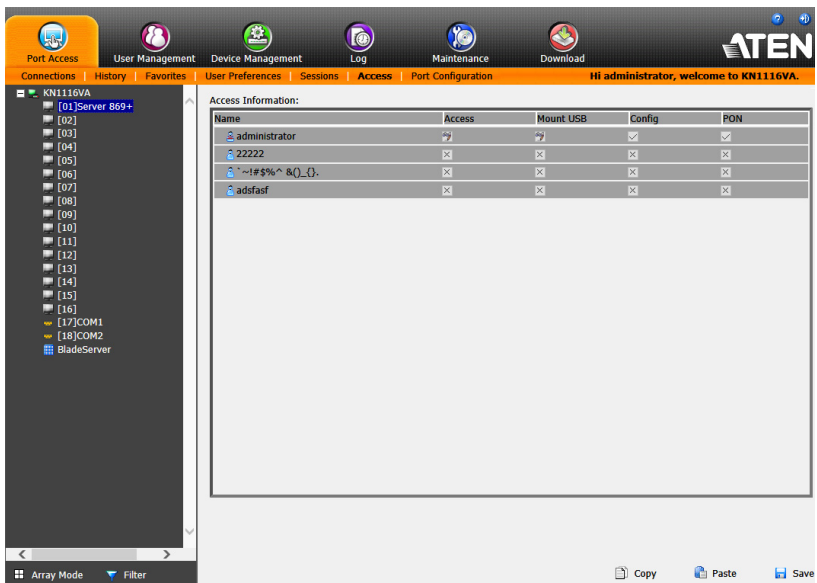 ATEN
Port Access User Management Device Management Log Maintenance Download
Connections History Favorites User Preferences Sessions Access Port Configuration Hi administrator, welcome to KN1116VA.
KN1116VA
[01]Server 869+
[02]
[03]
[04]
[05]
[06]
[07]
[08]
[09]
[10]
[11]
[12]
[13]
[14]
[15]
[16]
[17]COM1
[18]COM2
BladeServer
Access Information:
Name Access Mount USB Config PON
administrator
22222
`~!#$%^ &()_{}.
adsfasf
Array Mode Filter
Copy Paste Save